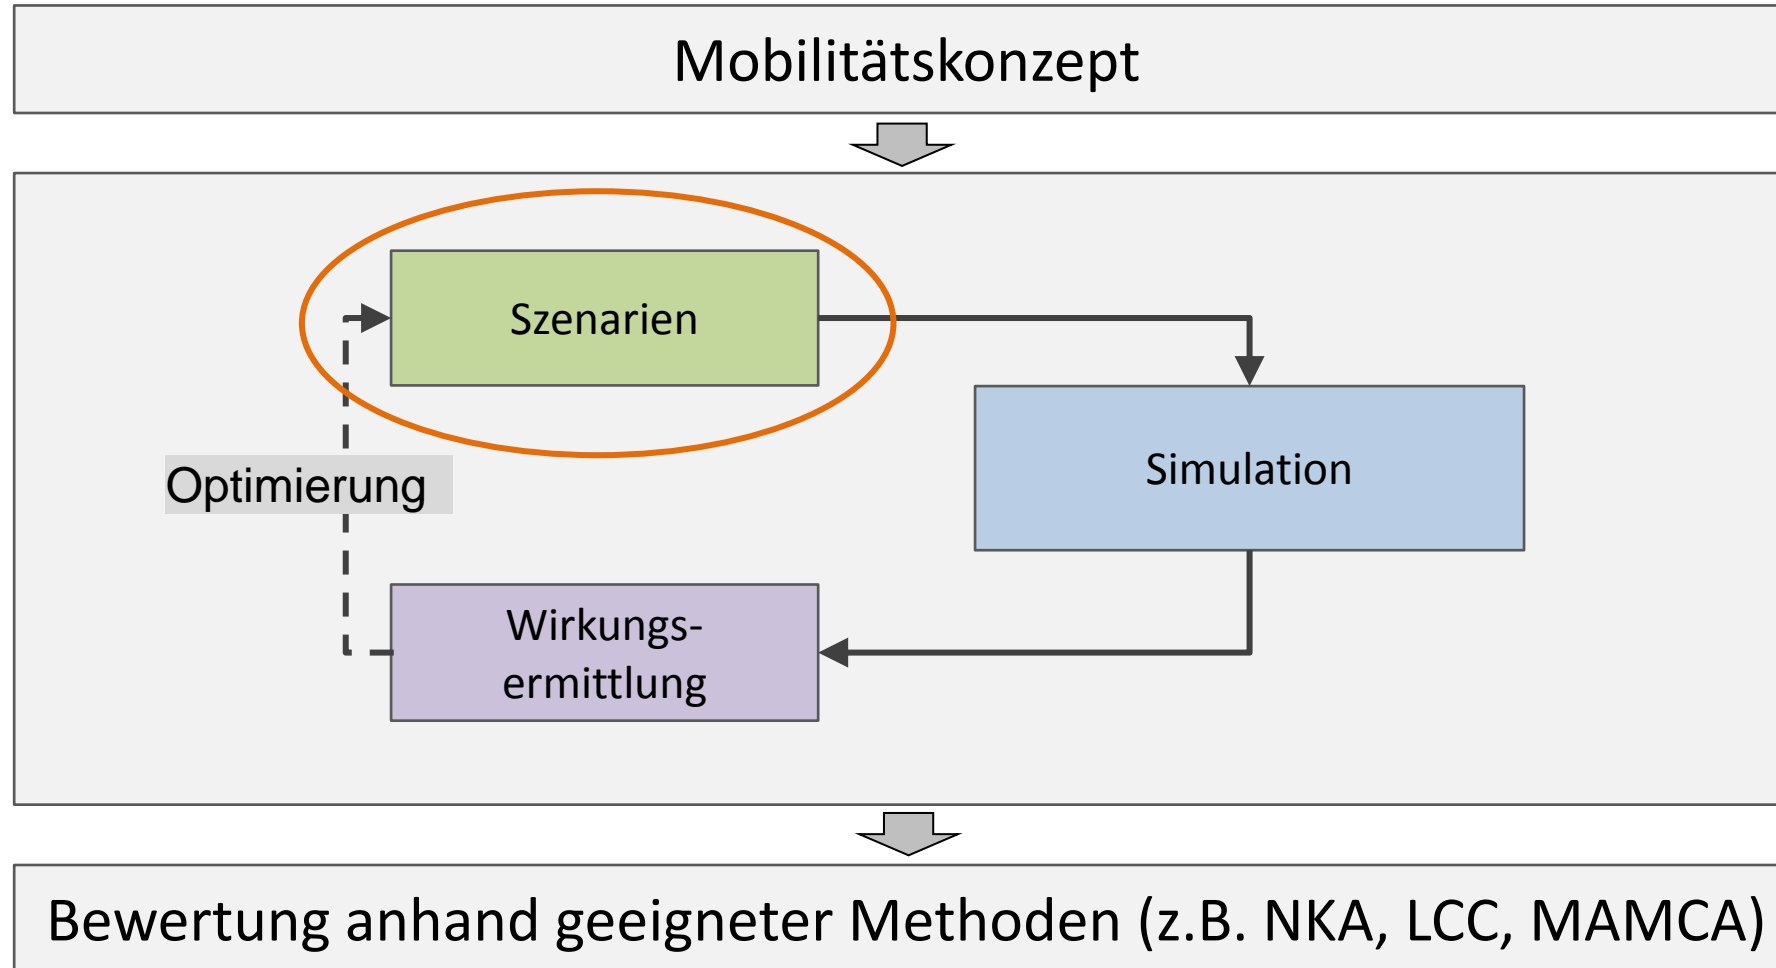 Mobilitätskonzept
Szenarien
Simulation
Optimierung
Wirkungs-
ermittlung
Bewertung anhand geeigneter Methoden (z.B. NKA, LCC, MAMCA)